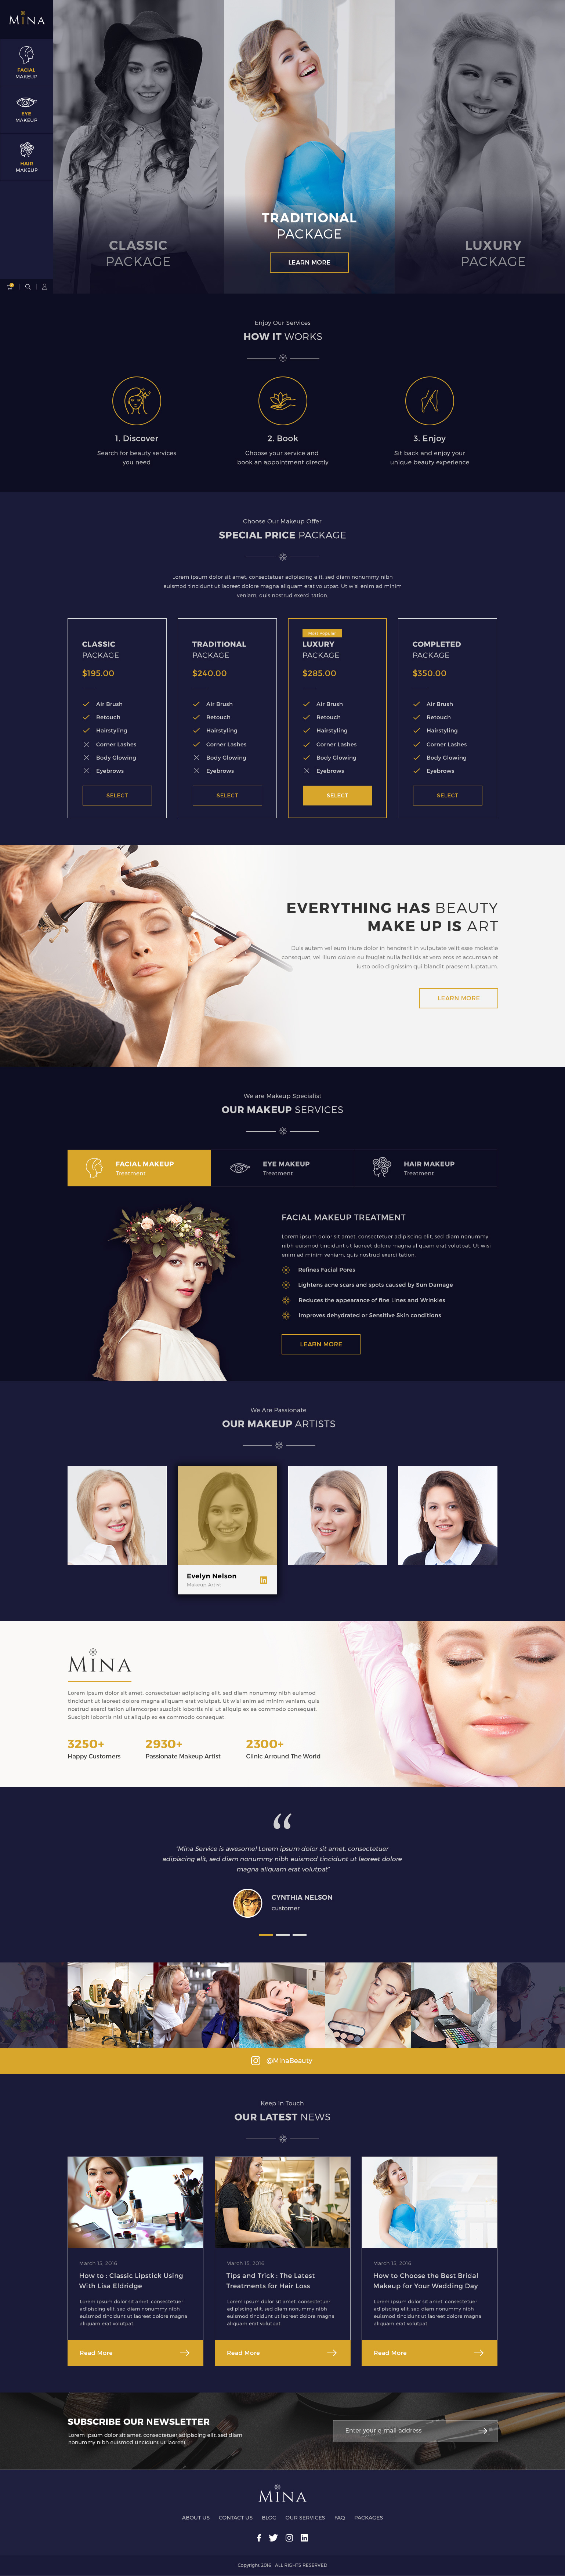 MINA
FACIAL
MAKEUP
EYE
MAKEUP
HAIR
MAKEUP
CLASSIC
PACKAGE
TRADITIONAL
PACKAGE
LEARN MORE
LUXURY
PACKAGE
Enjoy Our Services
HOW IT WORKS
1. Discover
Search for beauty services
you need
2. Book
Choose your service and
book an appointment directly
3. Enjoy
Sit back and enjoy your
unique beauty experience
Choose Our Makeup Offer
SPECIAL PRICE PACKAGE
Lorem ipsum dolor sit amet, consectetuer adipiscing elit, sed diam nonummy nibh
euismod tincidunt ut laoreet dolore magna aliquam erat volutpat. Ut wisi enim ad minim
veniam, quis nostrud exerci tation.
CLASSIC
PACKAGE
$195.00
Air Brush
Retouch
Hairstyling
Corner Lashes
Body Glowing
Eyebrows
SELECT
TRADITIONAL
PACKAGE
$240.00
Air Brush
Retouch
Hairstyling
Corner Lashes
Body Glowing
Eyebrows
SELECT
Most Popular
LUXURY
PACKAGE
$285.00
Air Brush
Retouch
Hairstyling
Corner Lashes
Body Glowing
Eyebrows
SELECT
COMPLETED
PACKAGE
$350.00
Air Brush
Retouch
Hairstyling
Corner Lashes
Body Glowing
Eyebrows
SELECT
EVERYTHING HAS BEAUTY
MAKE UP IS ART
Duis autem vel eum iriure dolor in hendrerit in vulputate velit esse molestie
consequat, vel illum dolore eu feugiat nulla facilisis at vero eros et accumsan et
iusto odio dignissim qui blandit praesent luptatum.
LEARN MORE
We are Makeup Specialist
OUR MAKEUP SERVICES
FACIAL MAKEUP
Treatment
EYE MAKEUP
Treatment
HAIR MAKEUP
Treatment
FACIAL MAKEUP TREATMENT
Lorem ipsum dolor sit amet, consectetuer adipiscing elit, sed diam nonummy
nibh euismod tincidunt ut laoreet dolore magna aliquam erat volutpat. Ut wisi
enim ad minim veniam, quis nostrud exerci tation.
Refines Facial Pores
Lightens acne scars and spots caused by Sun Damage
Reduces the appearance of fine Lines and Wrinkles
Improves dehydrated or Sensitive Skin conditions
LEARN MORE
We Are Passionate
OUR MAKEUP ARTISTS
Evelyn Nelson
Makeup Artist
in
MINA
Lorem ipsum dolor sit amet, consectetuer adipiscing elit, sed diam nonummy nibh euismod
tincidunt ut laoreet dolore magna aliquam erat volutpat. Ut wisi enim ad minim veniam, quis
nostrud exerci tation ullamcorper suscipit lobortis nisl ut aliquip ex ea commodo consequat.
Suscipit lobortis nisl ut aliquip ex ea commodo consequat.
3250+
Happy Customers
2930+
Passionate Makeup Artist
2300+
Clinic Arround The World
“
"Mina Service is awesome! Lorem ipsum dolor sit amet, consectetuer
adipiscing elit, sed diam nonummy nibh euismod tincidunt ut laoreet dolore
magna aliquam erat volutpat"
CYNTHIA NELSON
customer
@MinaBeauty
Keep In Touch
OUR LATEST NEWS
March 15, 2016
How to : Classic Lipstick Using
With Lisa Eldridge
Lorem ipsum dolor sit amet, consectetuer
adipiscing elit, sed diam nonummy nibh
euismod tincidunt ut laoreet dolore magna
aliquam erat volutpat.
Read More
March 15, 2016
Tips and Trick : The Latest
Treatments for Hair Loss
Lorem ipsum dolor sit amet, consectetuer
adipiscing elit, sed diam nonummy nibh
euismod tincidunt ut laoreet dolore magna
aliquam erat volutpat.
Read More
March 15, 2016
How to Choose the Best Bridal
Makeup for Your Wedding Day
Lorem ipsum dolor sit amet, consectetuer
adipiscing elit, sed diam nonummy nibh
euismod tincidunt ut laoreet dolore magna
aliquam erat volutpat.
Read More
SUBSCRIBE OUR NEWSLETTER
Lorem ipsum dolor sit amet, consectetuer adipiscing elit, sed diam
nonummy nibh euismod tincidunt ut laoreet
Enter your e-mail address
MINA
ABOUT US CONTACT US BLOG OUR SERVICES FAQ PACKAGES
Copyright 2016 | ALL RIGHTS RESERVED